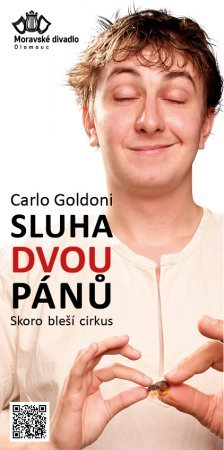 Moravské divadlo
Olomouc
Carlo Goldoni
SLUHA
DVOU
PÁNŮ
Skoro bleší cirkus